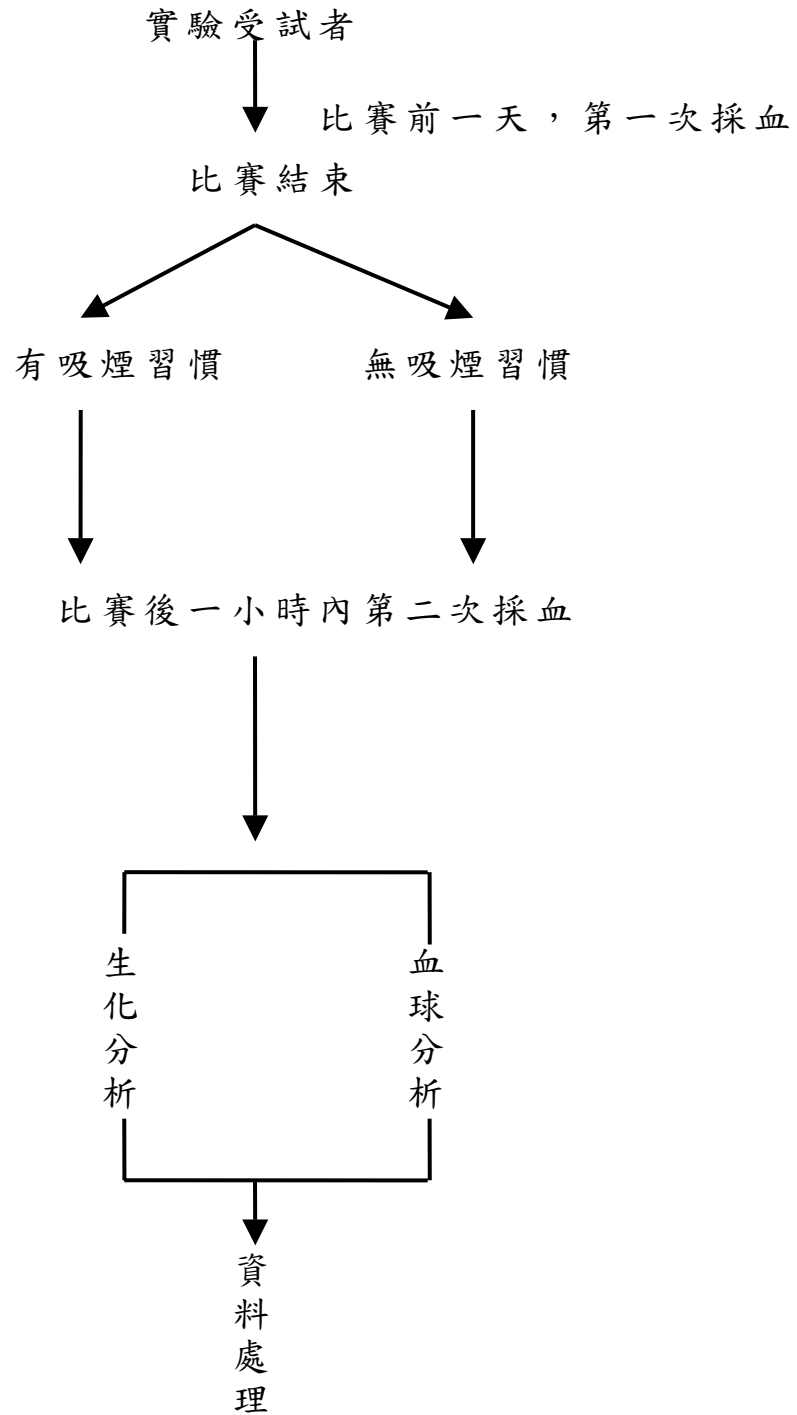 實驗受試者
比賽前一天，第一次採血
比賽結束
有吸煙習慣
無吸煙習慣
比賽後一小時內第二次採血
生化分析
血球分析
資料處理